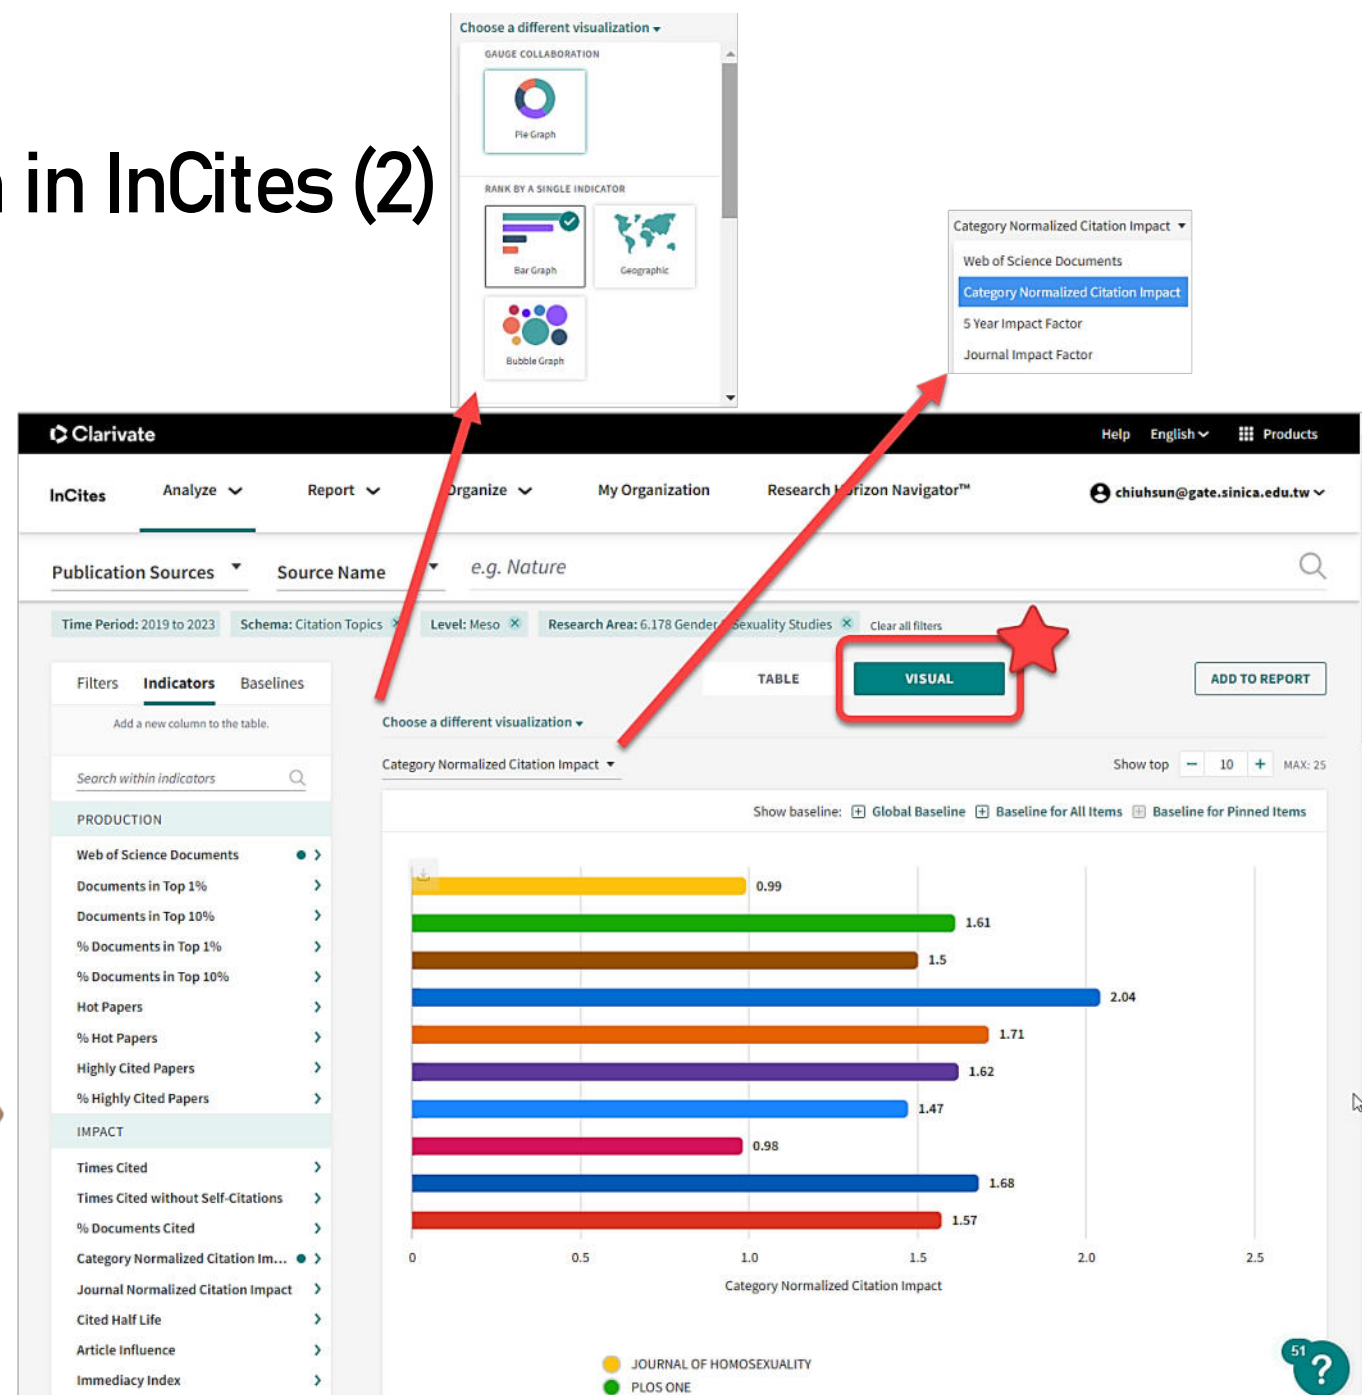 Choose a different visualization
GAUGE COLLABORATION
Pie Graph
in InCites (2)
RANK BY A SINGLE INDICATOR
Bar Graph
Geographic
Bubble Graph
Category Normalized Citation Impact
Web of Science Documents
Category Normalized Citation Impact
5 Year Impact Factor
Journal Impact Factor
Clarivate
Help English Products
InCites Analyze Report Organize My Organization Research Horizon Navigator™ chiuhsun@gate.sinica.edu.tw
Publication Sources Source Name e.g. Nature
Time Period: 2019 to 2023 Schema: Citation Topics Level: Meso Research Area: 6.178 Gender & Sexuality Studies Clear all filters
Filters Indicators Baselines
TABLE VISUAL ADD TO REPORT
Add a new column to the table.
Choose a different visualization
Category Normalized Citation Impact
Show top 10 MAX: 25
Search within indicators
Show baseline: Global Baseline Baseline for All Items Baseline for Pinned Items
PRODUCTION
Web of Science Documents
Documents in Top 1%
Documents in Top 10%
% Documents in Top 1%
% Documents in Top 10%
Hot Papers
% Hot Papers
Highly Cited Papers
% Highly Cited Papers
IMPACT
Times Cited
Times Cited without Self-Citations
% Documents Cited
Category Normalized Citation Im...
Journal Normalized Citation Impact
Cited Half Life
Article Influence
Immediacy Index
0.99
1.61
1.5
2.04
1.71
1.62
1.47
0.98
1.68
1.57
0 0.5 1.0 1.5 2.0 2.5
Category Normalized Citation Impact
JOURNAL OF HOMOSEXUALITY
PLOS ONE
51
?